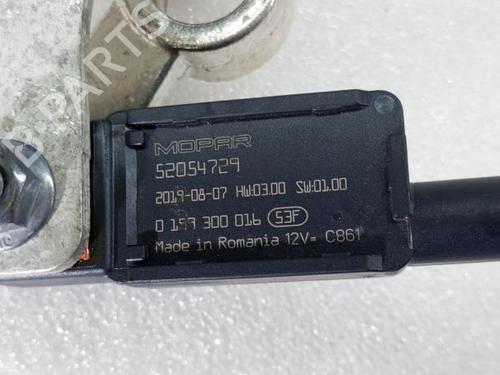 MOPAR
52054729
2019-08-07 HW:03.00 SW:01.00
0 199 300 016 53F
Made in Romania 12V= C861
B-PARTS